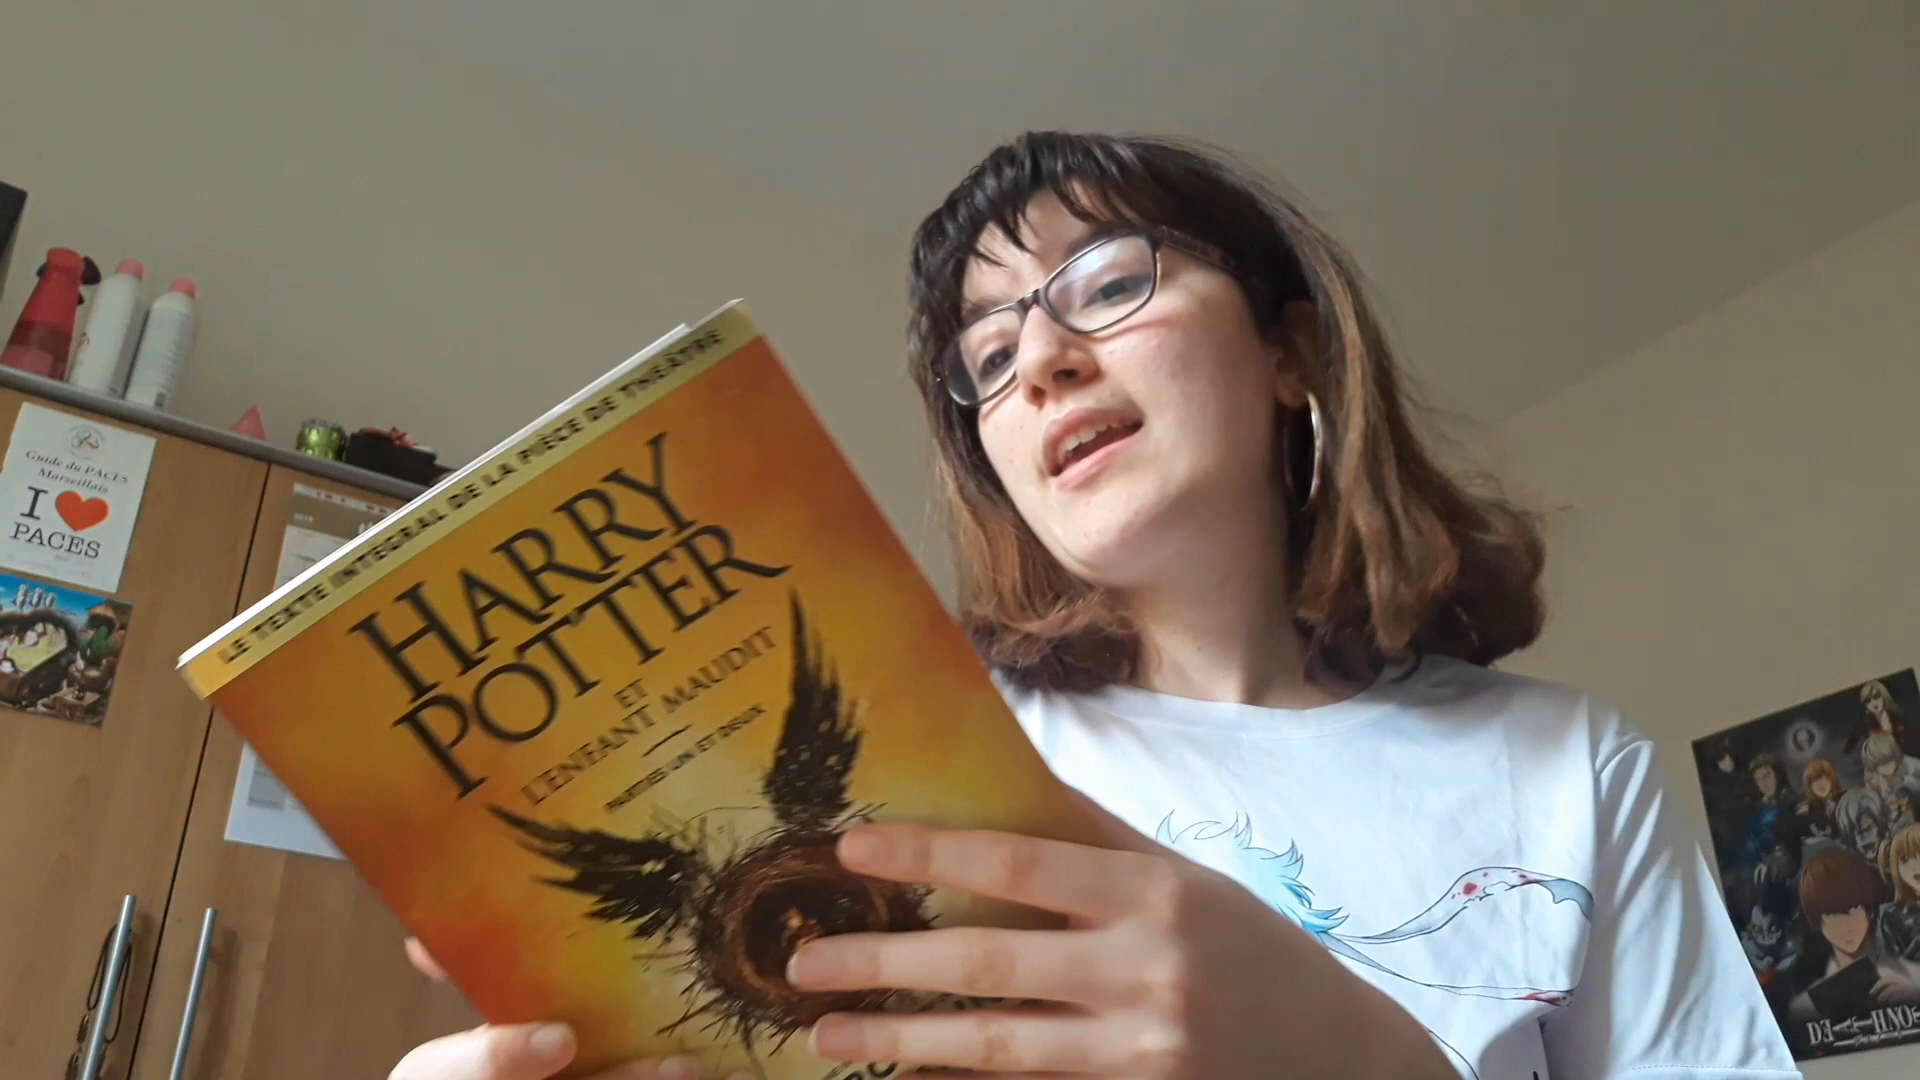 LE TEXTE INTÉGRAL DE LA PIÈCE DE THÉÂTRE
HARRY
POTTER
ET
L'ENFANT MAUDIT
PARTIES UN ET DEUX
Guide du PACES
Marseillais
I ❤
PACES
DEATH NO